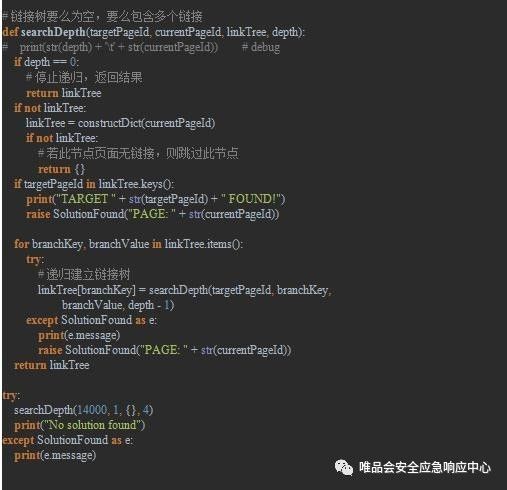 # 链接树要么为空，要么包含多个链接
def searchDepth(targetPageId, currentPageId, linkTree, depth):
#    print(str(depth) + '\t' + str(currentPageId))        # debug
    if depth == 0:
        # 停止递归，返回结果
        return linkTree
    if not linkTree:
        linkTree = constructDict(currentPageId)
        if not linkTree:
            # 若此节点页面无链接，则跳过此节点
            return {}
    if targetPageId in linkTree.keys():
        print("TARGET " + str(targetPageId) + " FOUND!")
        raise SolutionFound("PAGE: " + str(currentPageId))

    for branchKey, branchValue in linkTree.items():
        try:
            # 递归建立链接树
            linkTree[branchKey] = searchDepth(targetPageId, branchKey,
                    branchValue, depth - 1)
        except SolutionFound as e:
            print(e.message)
            raise SolutionFound("PAGE: " + str(currentPageId))
    return linkTree

try:
    searchDepth(14000, 1, {}, 4)
    print("No solution found")
except SolutionFound as e:
    print(e.message)
唯品会安全应急响应中心